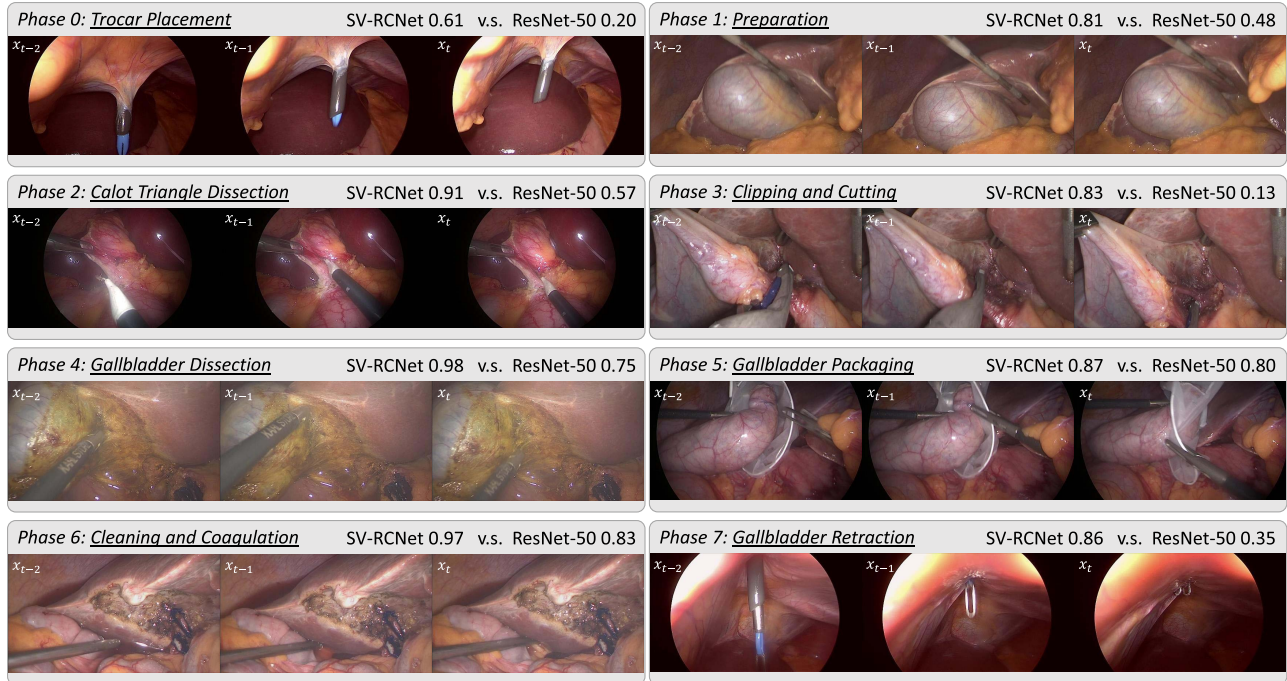 Phase 0: Trocar Placement SV-RCNet 0.61 v.s. ResNet-50 0.20
x_{t-2} x_{t-1} x_t
Phase 1: Preparation SV-RCNet 0.81 v.s. ResNet-50 0.48
x_{t-2} x_{t-1} x_t
Phase 2: Calot Triangle Dissection SV-RCNet 0.91 v.s. ResNet-50 0.57
x_{t-2} x_{t-1} x_t
Phase 3: Clipping and Cutting SV-RCNet 0.83 v.s. ResNet-50 0.13
x_{t-2} x_{t-1} x_t
Phase 4: Gallbladder Dissection SV-RCNet 0.98 v.s. ResNet-50 0.75
x_{t-2} x_{t-1} x_t
Phase 5: Gallbladder Packaging SV-RCNet 0.87 v.s. ResNet-50 0.80
x_{t-2} x_{t-1} x_t
Phase 6: Cleaning and Coagulation SV-RCNet 0.97 v.s. ResNet-50 0.83
x_{t-2} x_{t-1} x_t
Phase 7: Gallbladder Retraction SV-RCNet 0.86 v.s. ResNet-50 0.35
x_{t-2} x_{t-1} x_t